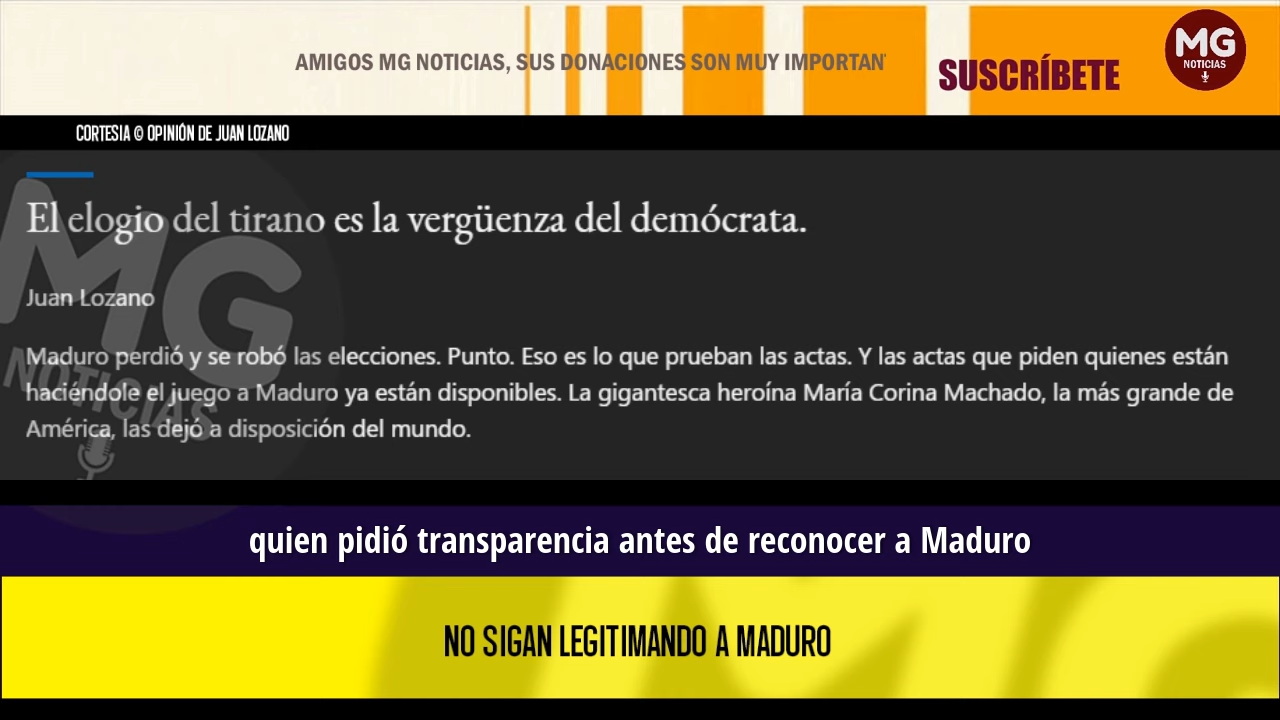 AMIGOS MG NOTICIAS, SUS DONACIONES SON MUY IMPORTAN
SUSCRÍBETE
MG
NOTICIAS
CORTESIA © OPINIÓN DE JUAN LOZANO
El elogio del tirano es la vergüenza del demócrata.
Juan Lozano
Maduro perdió y se robó las elecciones. Punto. Eso es lo que prueban las actas. Y las actas que piden quienes están
haciéndole el juego a Maduro ya están disponibles. La gigantesca heroína María Corina Machado, la más grande de
América, las dejó a disposición del mundo.
MG
NOTICIAS
quien pidió transparencia antes de reconocer a Maduro
NO SIGAN LEGITIMANDO A MADURO